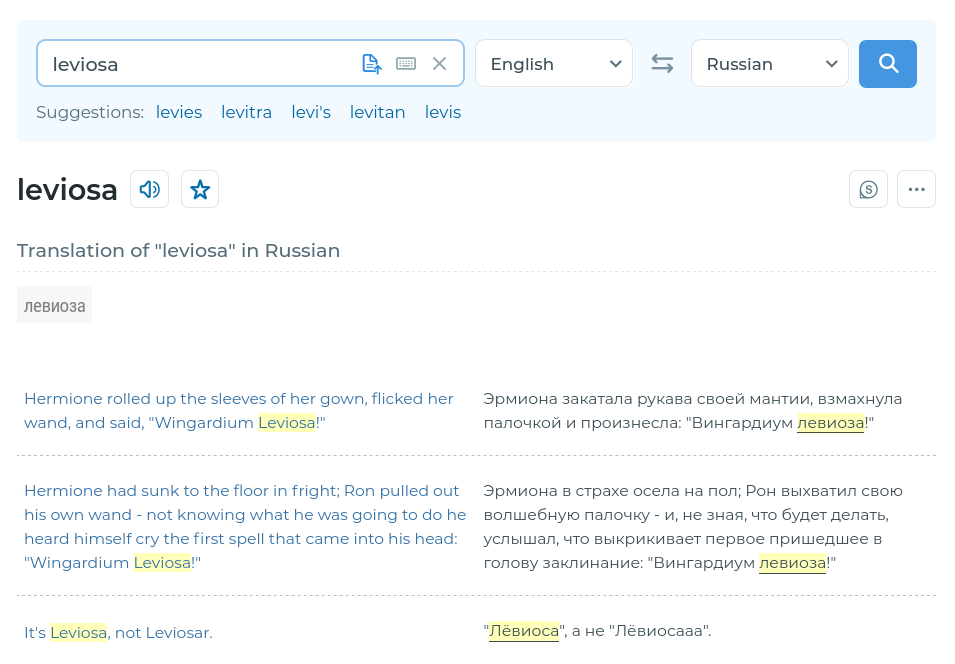 leviosa
English
Russian
Suggestions: levies levitra levi's levitan levis
leviosa
Translation of "leviosa" in Russian
левиоза
Hermione rolled up the sleeves of her gown, flicked her
wand, and said, "Wingardium Leviosa!"
Эрмиона закатала рукава своей мантии, взмахнула
палочкой и произнесла: "Вингардиум левиоза!"
Hermione had sunk to the floor in fright; Ron pulled out
his own wand - not knowing what he was going to do he
heard himself cry the first spell that came into his head:
"Wingardium Leviosa!"
Эрмиона в страхе осела на пол; Рон выхватил свою
волшебную палочку - и, не зная, что будет делать,
услышал, что выкрикивает первое пришедшее в
голову заклинание: "Вингардиум левиоза!"
It's Leviosa, not Leviosar.
"Лёвиоса", а не "Лёвиосааа".